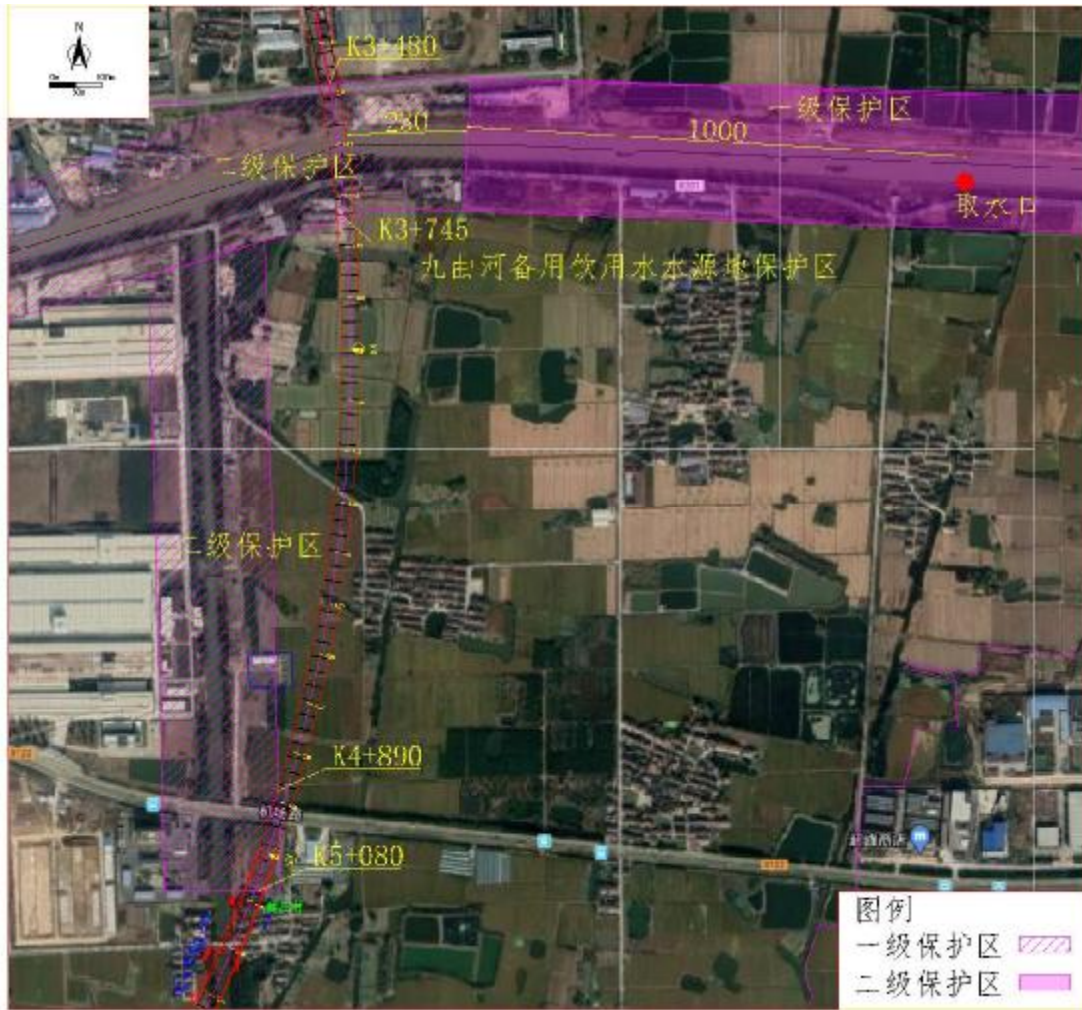 N
K3+480
一级保护区
280
1000
二级保护区
取水口
K3+745
九曲河备用饮用水水源地保护区
二级保护区
K4+890
K5+080
图例
一级保护区
二级保护区